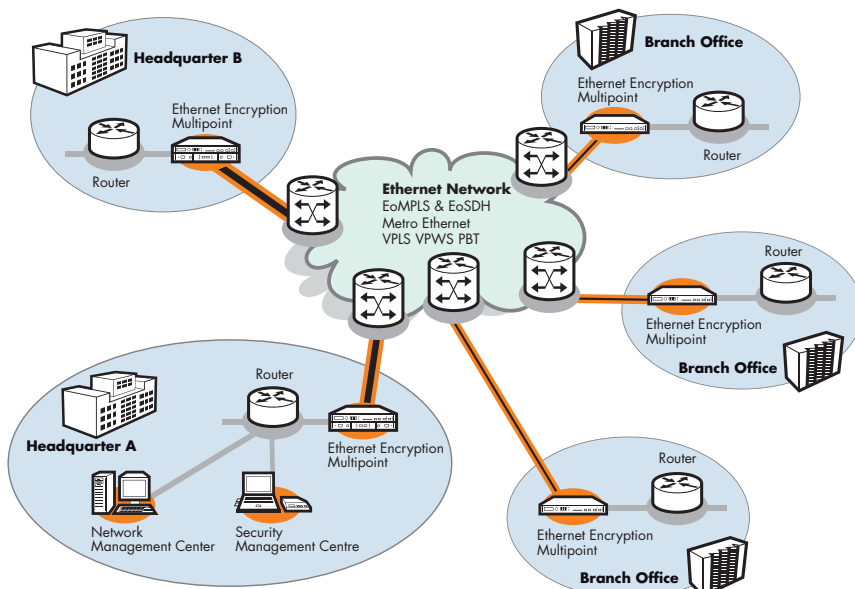 Headquarter B
Ethernet Encryption
Multipoint
Router
Branch Office
Ethernet Encryption
Multipoint
Router
Ethernet Network
EoMPLS & EoSDH
Metro Ethernet
VPLS VPWS PBT
Router
Ethernet Encryption
Multipoint
Branch Office
Router
Headquarter A
Ethernet Encryption
Multipoint
Network
Management Center
Security
Management Centre
Router
Ethernet Encryption
Multipoint
Branch Office